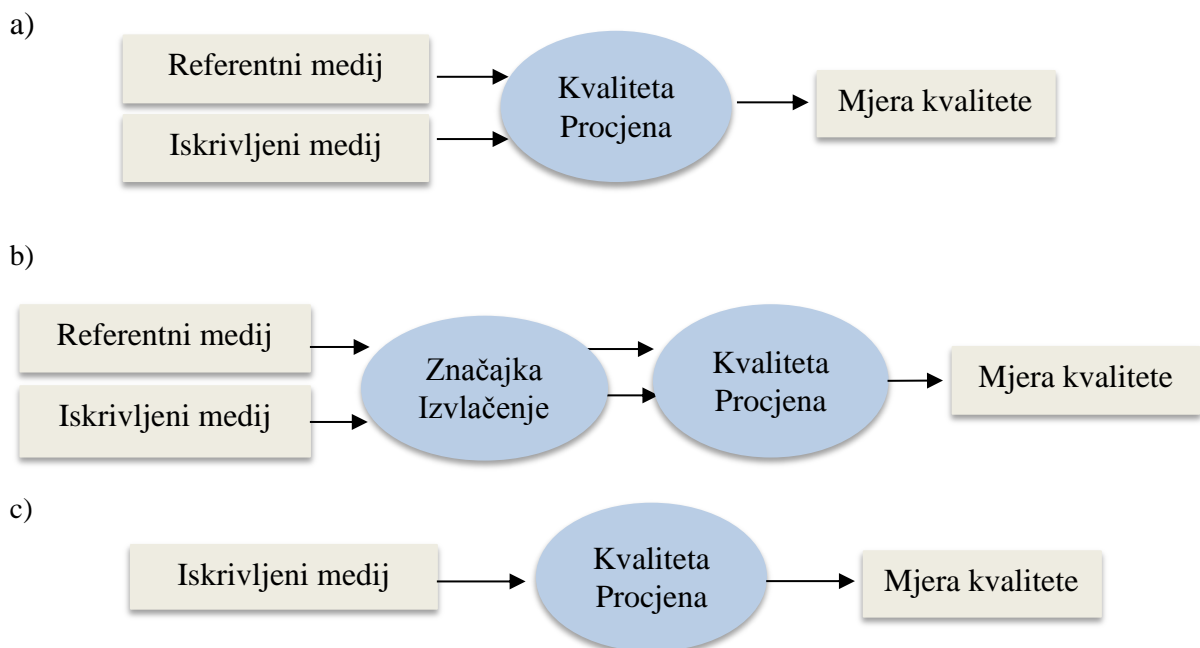 a)
Referentni medij
Iskrivljeni medij
Kvaliteta
Procjena
Mjera kvalitete
b)
Referentni medij
Iskrivljeni medij
Značajka
Izvlačenje
Kvaliteta
Procjena
Mjera kvalitete
c)
Iskrivljeni medij
Kvaliteta
Procjena
Mjera kvalitete